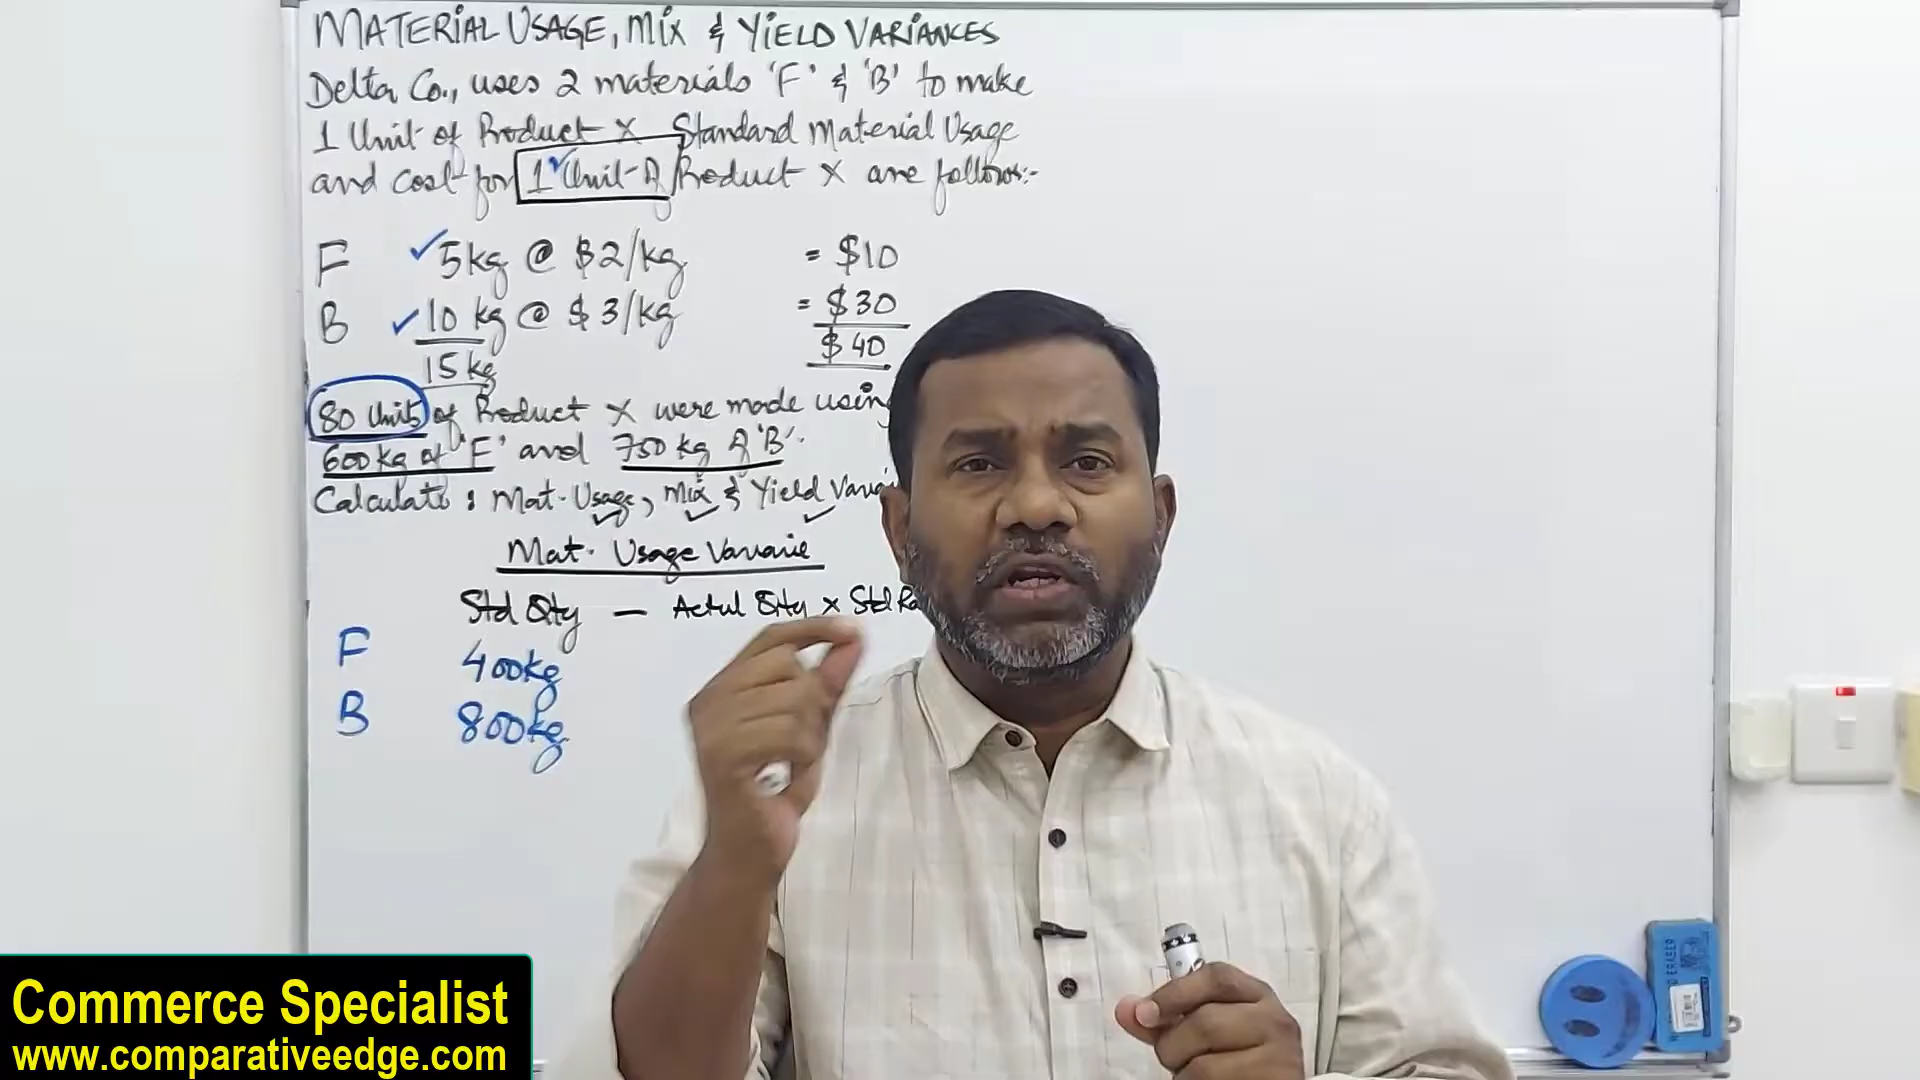 MATERIAL USAGE, MIX & YIELD VARIANCES
Delta Co., uses 2 materials 'F' & 'B' to make
1 Unit of Product X Standard Material Usage
and cost for 1 Unit of Product X are follows:-
F 5kg @ $2/kg = $10
B 10 kg @ $3/kg = $30
$40
15 kg
80 Units of Product X were made using
600kg of 'F' and 750 kg of 'B'.
Calculate: Mat. Usage, Mix & Yield
Mat. Usage
Std Qty — Actul Qty × Std
F 400kg
B 800kg
Commerce Specialist
www.comparativeedge.com